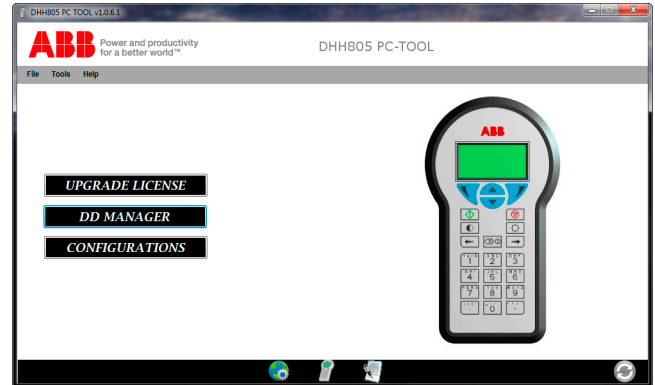 DHH805 PC TOOL v1.0.6.1
ABB
Power and productivity
for a better world™
DHH805 PC-TOOL
File Tools Help
ABB
UPGRADE LICENSE
DD MANAGER
CONFIGURATIONS
1 2 3
4 5 6
7 8 9
0